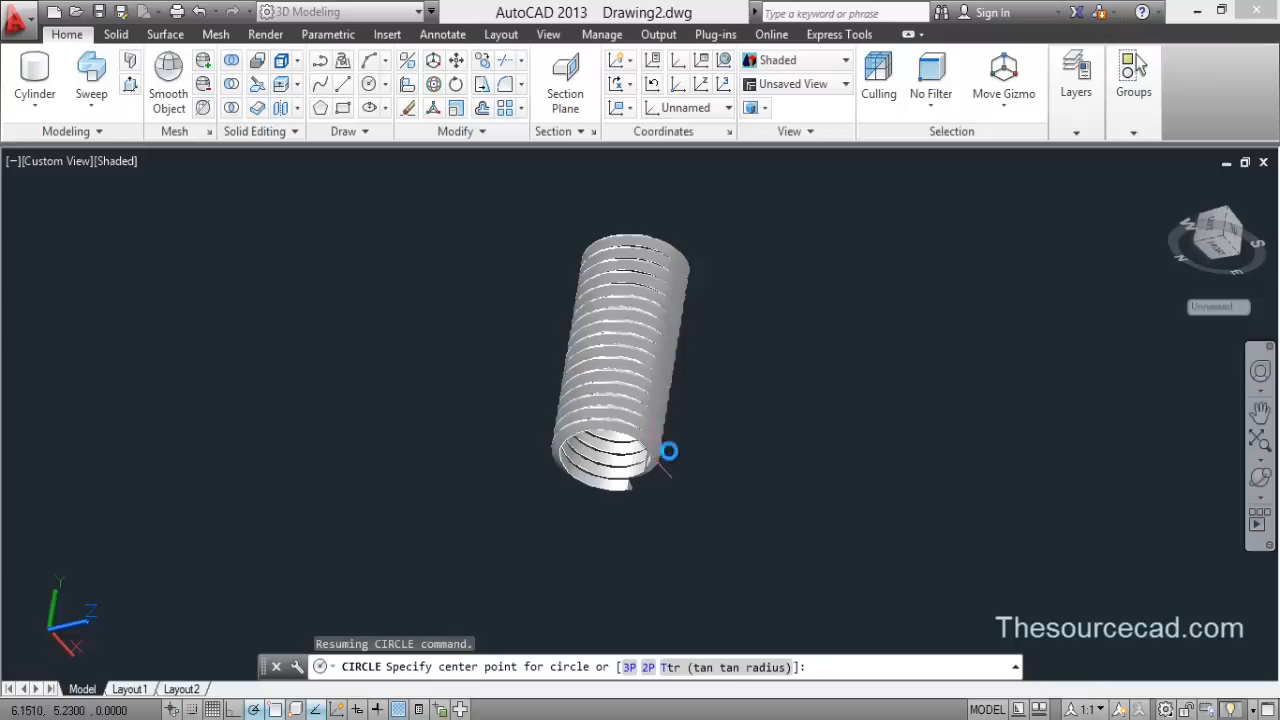 3D Modeling
AutoCAD 2013 Drawing2.dwg
Type a keyword or phrase
Sign In
Home Solid Surface Mesh Render Parametric Insert Annotate Layout View Manage Output Plug-ins Online Express Tools
Cylinder
Sweep
Smooth
Object
Section
Plane
Shaded
Unsaved View
Unnamed
Culling
No Filter
Move Gizmo
Layers
Groups
Modeling
Mesh
Solid Editing
Draw
Modify
Section
Coordinates
View
Selection
[−][Custom View][Shaded]
W
S
N
E
Unnamed
Y
Z
X
Thesourcecad.com
Resuming CIRCLE command.
CIRCLE Specify center point for circle or [3P 2P Ttr (tan tan radius)]:
Model Layout1 Layout2
6.1510, 5.2300 , 0.0000
MODEL
1:1